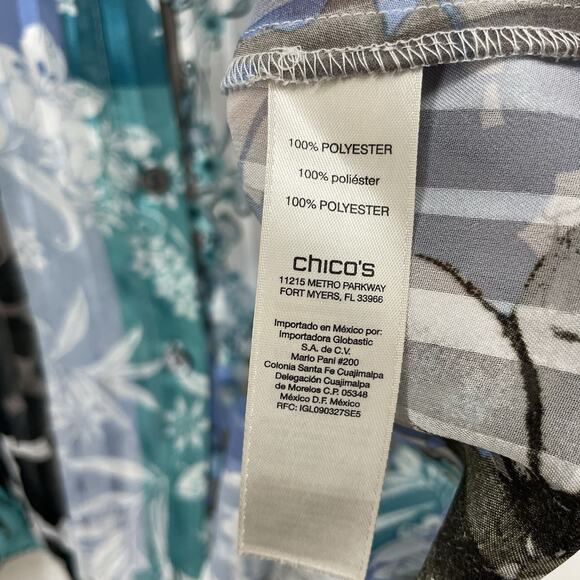 100% POLYESTER
100% poliéster
100% POLYESTER
chico's
11215 METRO PARKWAY
FORT MYERS, FL 33966
Importado en México por:
Importadora Globastic
S.A. de C.V.
Mario Pani #200
Colonia Santa Fe Cuajimalpa
Delegación Cuajimalpa
de Morelos C.P. 05348
México D.F. México
RFC: IGL090327SE5